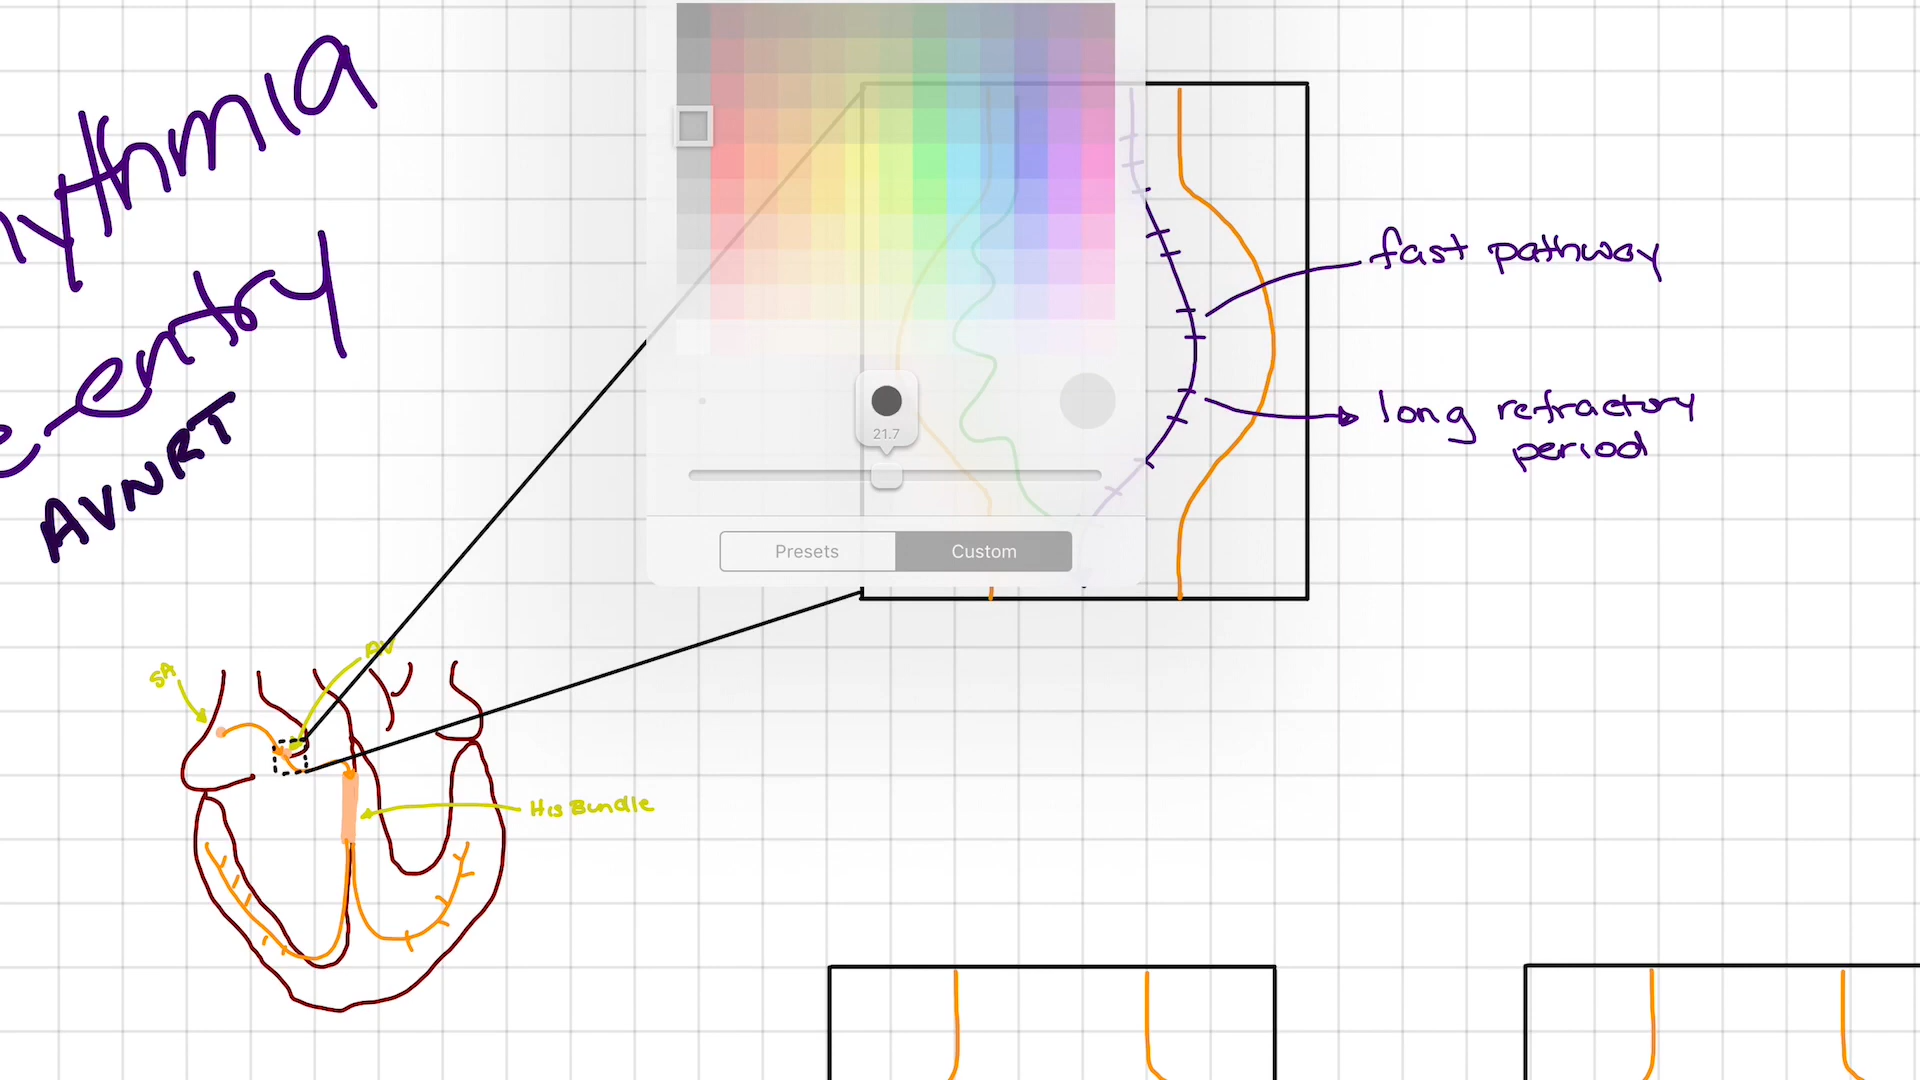 ythmia
e-entry
AVNRT
21.7
Presets Custom
fast pathway
long refractory
period
SA
AV
His Bundle